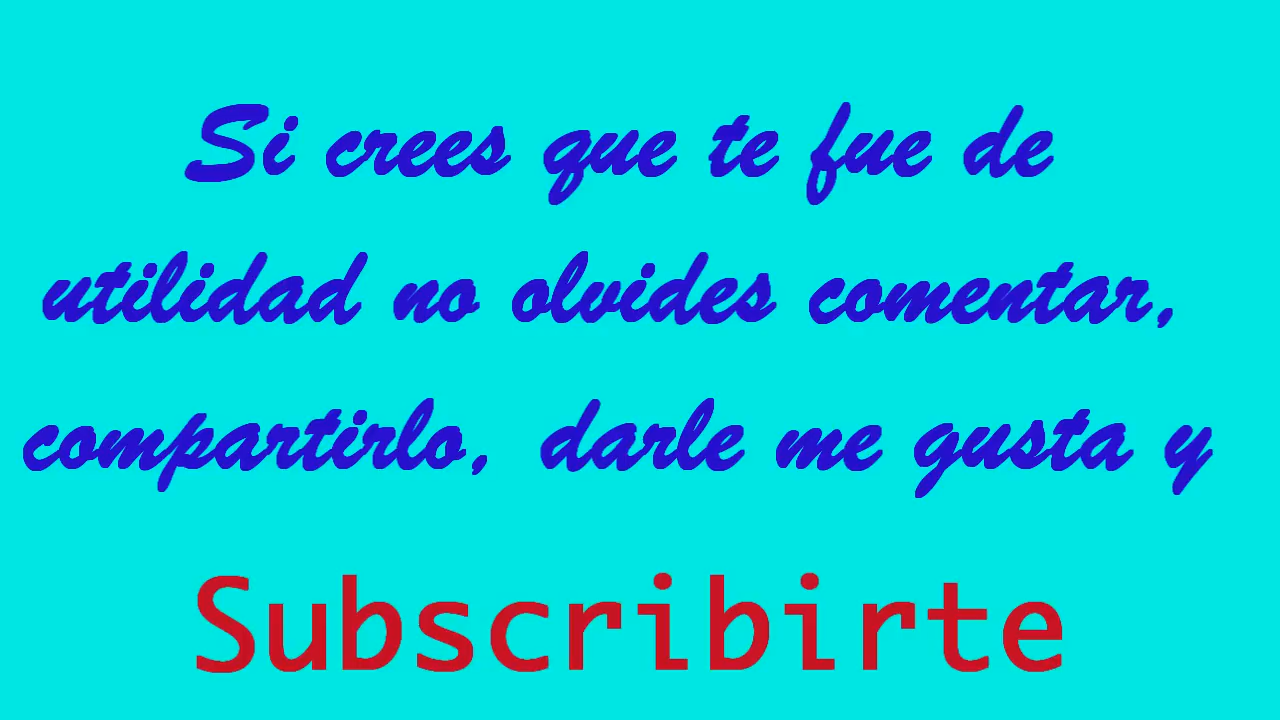 Si crees que te fue de
utilidad no olvides comentar,
compartirlo, darle me gusta y
Subscribirte